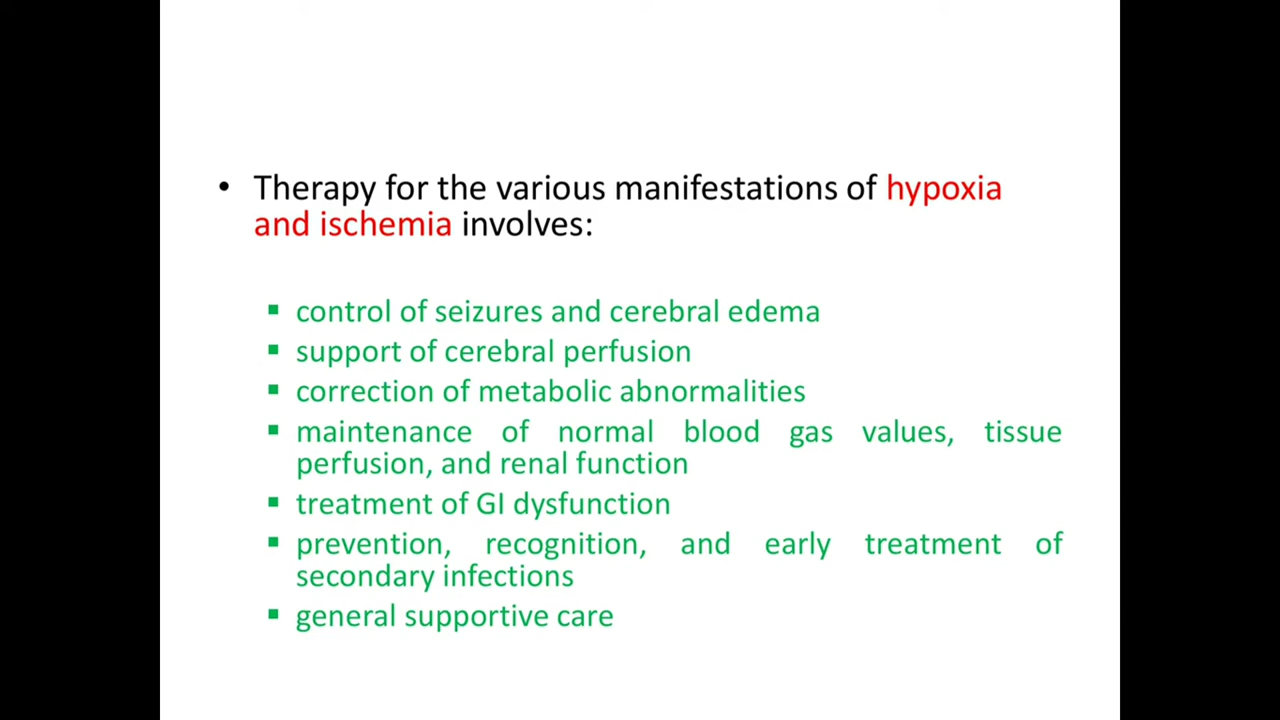 • Therapy for the various manifestations of hypoxia
and ischemia involves:
▪ control of seizures and cerebral edema
▪ support of cerebral perfusion
▪ correction of metabolic abnormalities
▪ maintenance of normal blood gas values, tissue
perfusion, and renal function
▪ treatment of GI dysfunction
▪ prevention, recognition, and early treatment of
secondary infections
▪ general supportive care